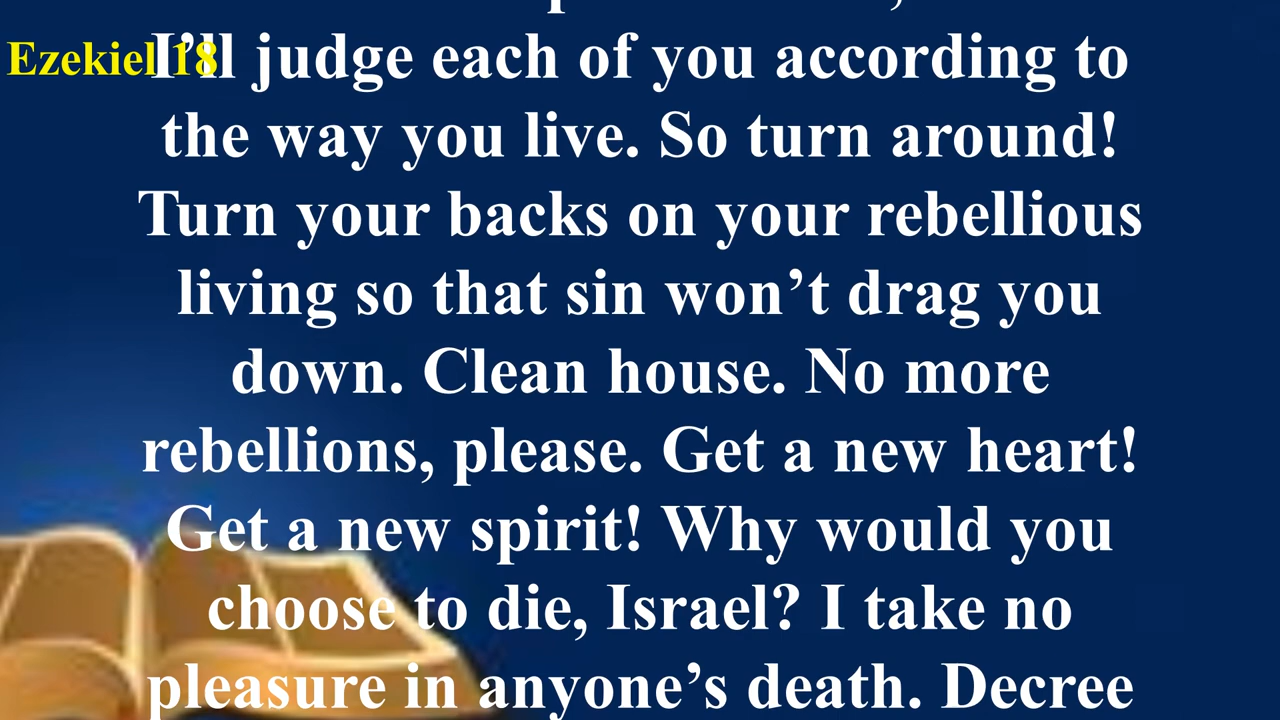 Ezekiel 18
I’ll judge each of you according to
the way you live. So turn around!
Turn your backs on your rebellious
living so that sin won’t drag you
down. Clean house. No more
rebellions, please. Get a new heart!
Get a new spirit! Why would you
choose to die, Israel? I take no
pleasure in anyone’s death. Decree